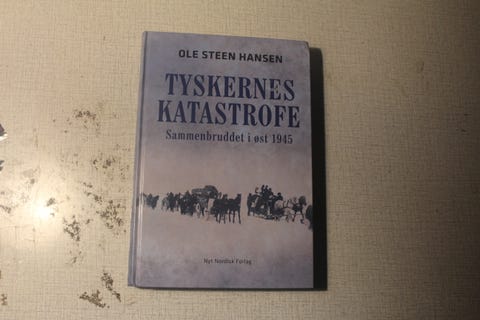 OLE STEEN HANSEN
TYSKERNES
KATASTROFE
Sammenbruddet i øst 1945
Nyt Nordisk Forlag